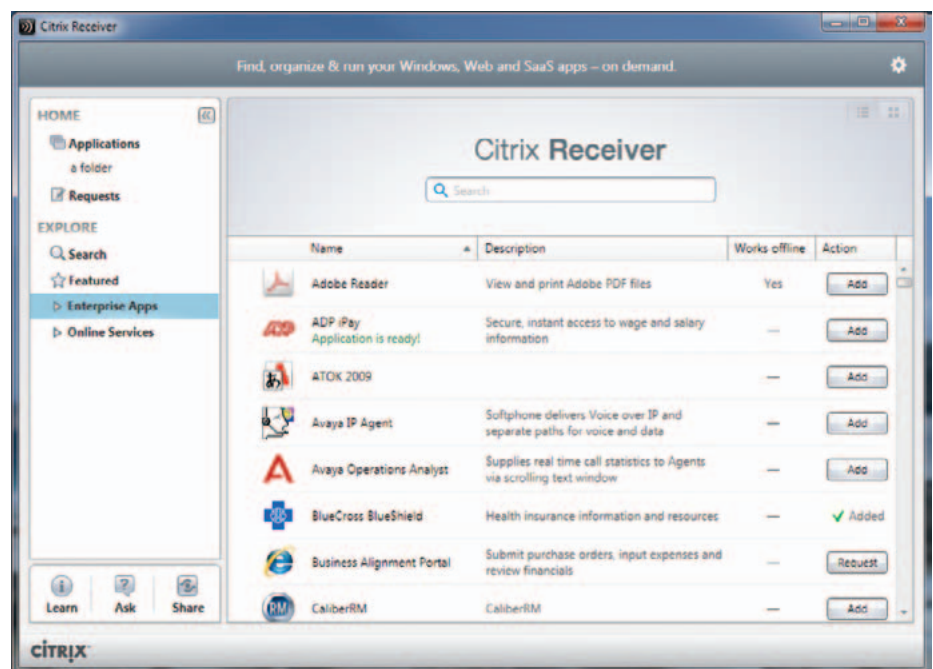 Citrix Receiver
Find, organize & run your Windows, Web and SaaS apps – on demand.
HOME
Applications
a folder
Requests
EXPLORE
Search
Featured
Enterprise Apps
Online Services
Learn Ask Share
Citrix Receiver
Search
Name Description Works offline Action
Adobe Reader View and print Adobe PDF files Yes Add
ADP iPay Secure, instant access to wage and salary — Add
Application is ready! information
あ
ATOK 2009 — Add
Avaya IP Agent Softphone delivers Voice over IP and — Add
separate paths for voice and data
Avaya Operations Analyst Supplies real time call statistics to Agents — Add
via scrolling text window
BlueCross BlueShield Health insurance information and resources — Added
Business Alignment Portal Submit purchase orders, input expenses and — Request
review financials
RM CaliberRM CaliberRM — Add
CITRIX